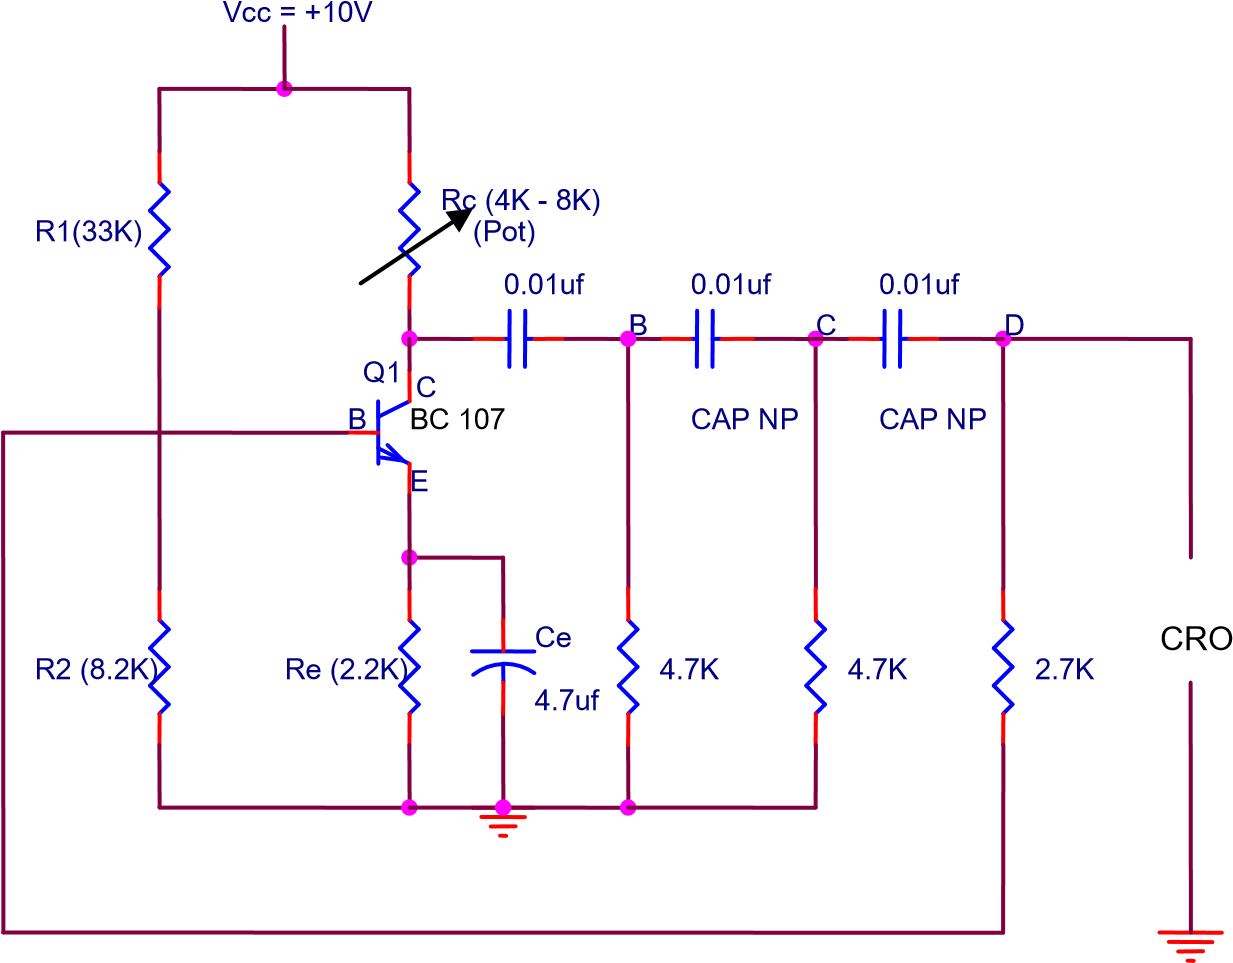 Vcc = +10V
R1(33K)
Rc (4K - 8K)
(Pot)
0.01uf
0.01uf
0.01uf
B
C
D
Q1
C
B
BC 107
CAP NP
CAP NP
E
R2 (8.2K)
Re (2.2K)
Ce
4.7uf
4.7K
4.7K
2.7K
CRO